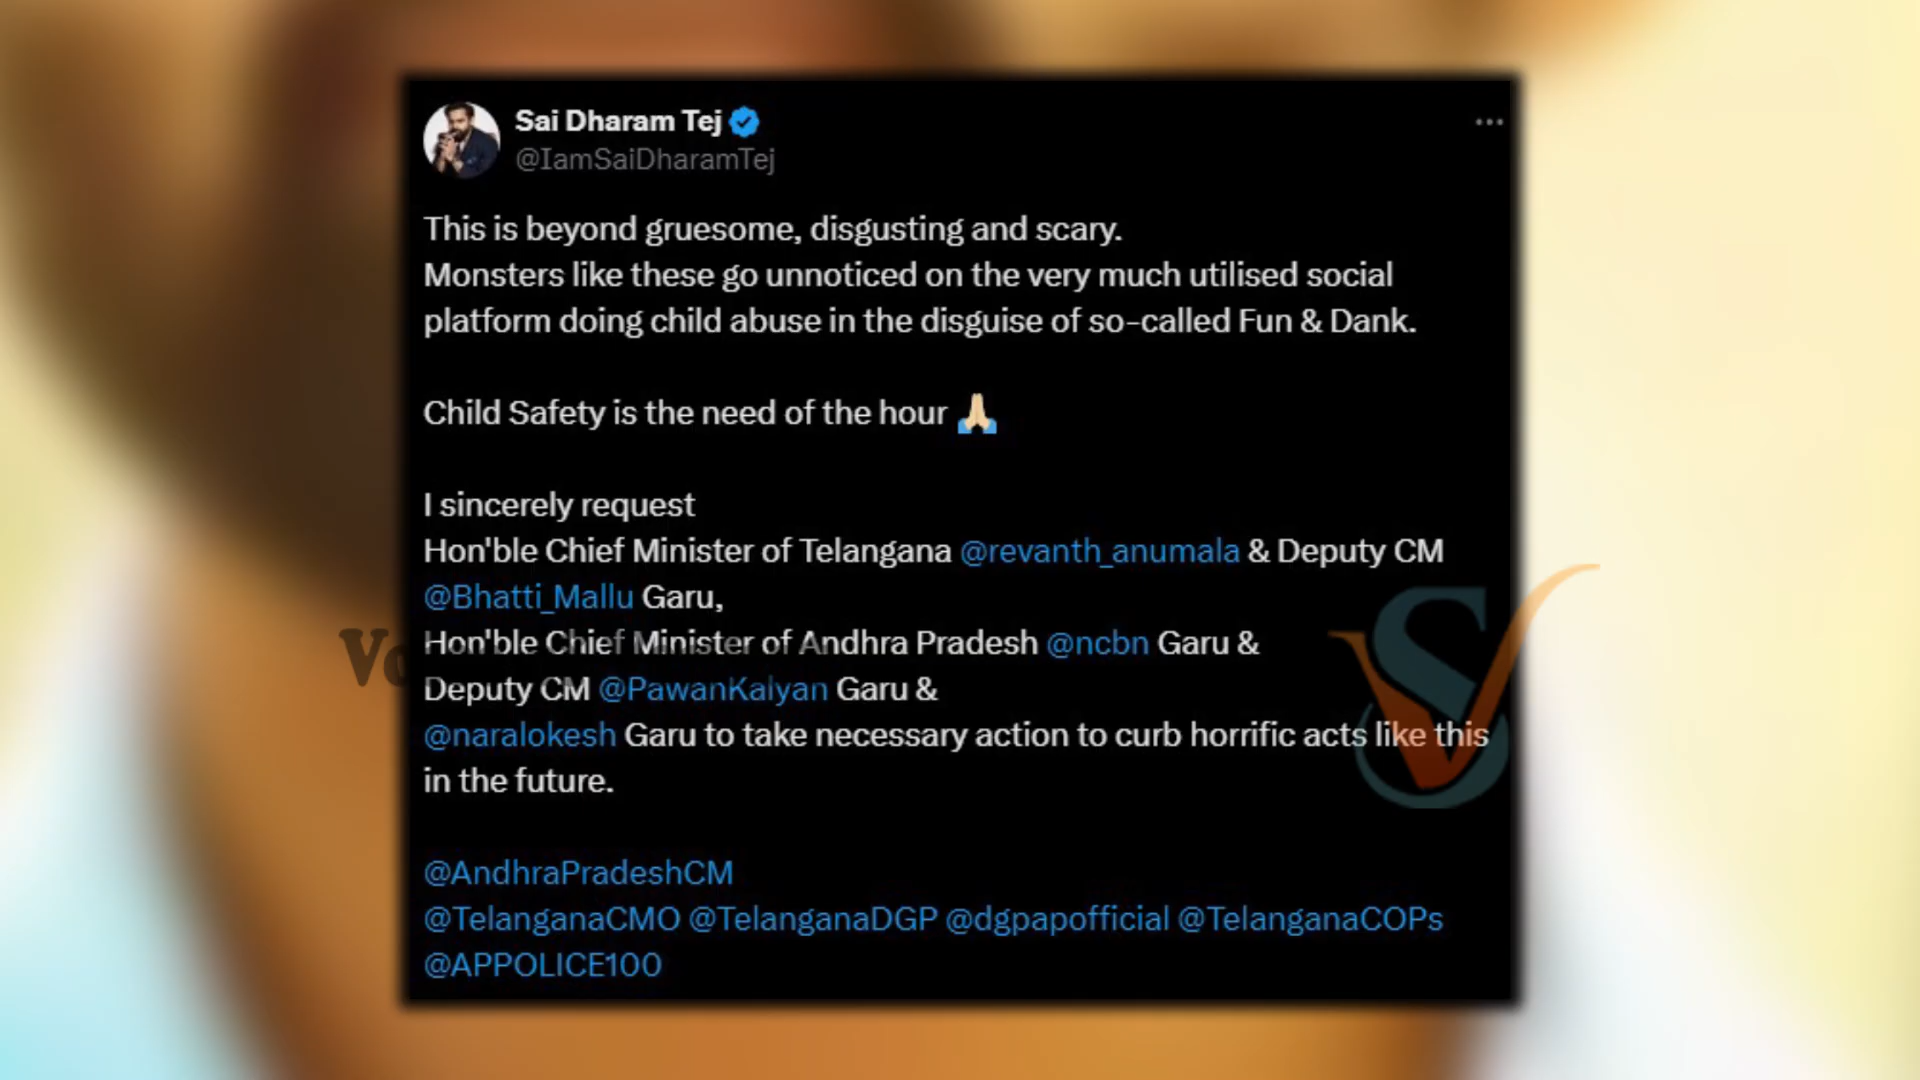 Sai Dharam Tej
@IamSaiDharamTej
This is beyond gruesome, disgusting and scary.
Monsters like these go unnoticed on the very much utilised social
platform doing child abuse in the disguise of so-called Fun & Dank.
Child Safety is the need of the hour 🙏🏻
I sincerely request
Hon'ble Chief Minister of Telangana @revanth_anumala & Deputy CM
@Bhatti_Mallu Garu,
Hon'ble Chief Minister of Andhra Pradesh @ncbn Garu &
Deputy CM @PawanKalyan Garu &
@naralokesh Garu to take necessary action to curb horrific acts like this
in the future.
@AndhraPradeshCM
@TelanganaCMO @TelanganaDGP @dgpapofficial @TelanganaCOPs
@APPOLICE100
SV